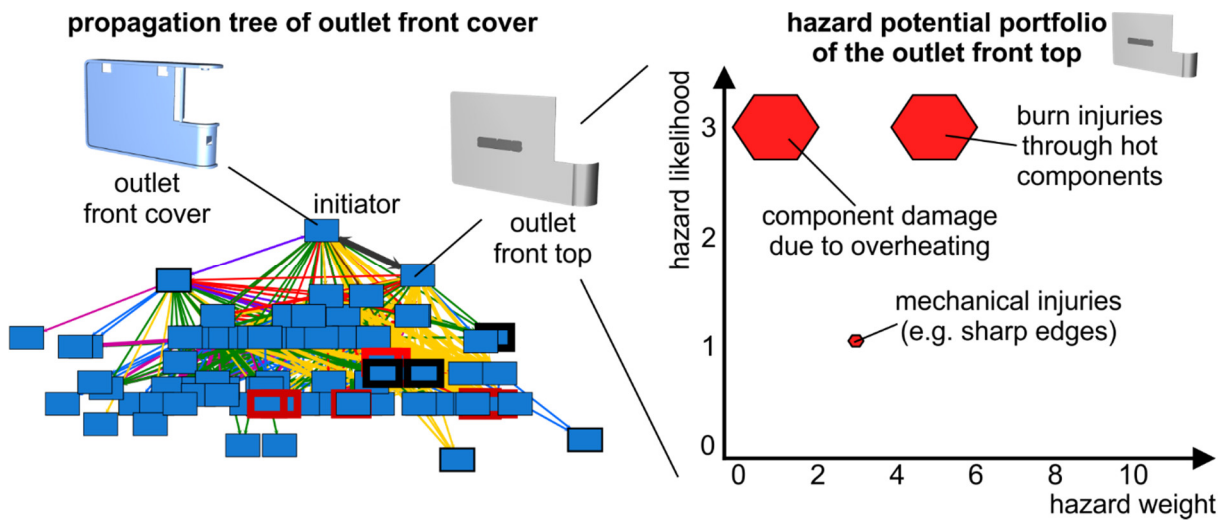 propagation tree of outlet front cover
outlet
front cover
initiator
outlet
front top
hazard potential portfolio
of the outlet front top
hazard likelihood
3
2
1
0
burn injuries
through hot
components
component damage
due to overheating
mechanical injuries
(e.g. sharp edges)
0 2 4 6 8 10
hazard weight